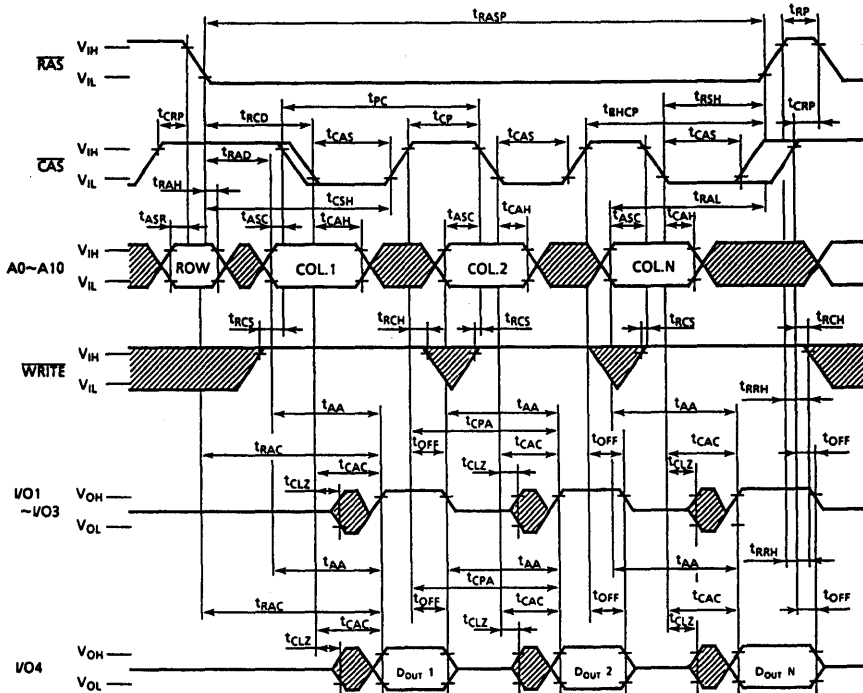 tRASP tRP
RAS VIH
VIL
tPC tRSH
tCRP tRCD tCP tRHCP tCRP
CAS VIH
VIL
tCAS tCAS tCAS
tRAD
tRAH tCSH tRAL
tASR tASC tCAH tASC tCAH tASC tCAH
A0~A10 VIH
VIL
ROW COL.1 COL.2 COL.N
tRCS tRCH tRCS tRCS tRCH
WRITE VIH
VIL
tRRH
tAA tAA tAA
tCPA
tRAC tOFF tCAC tOFF tCAC tOFF
tCAC tCLZ tCLZ
tCLZ
I/O1
~I/O3
VOH
VOL
tRRH
tAA tAA tAA
tCPA
tRAC tOFF tCAC tOFF tCAC tOFF
tCAC tCLZ tCLZ
tCLZ
I/O4 VOH
VOL
DOUT 1 DOUT 2 DOUT N